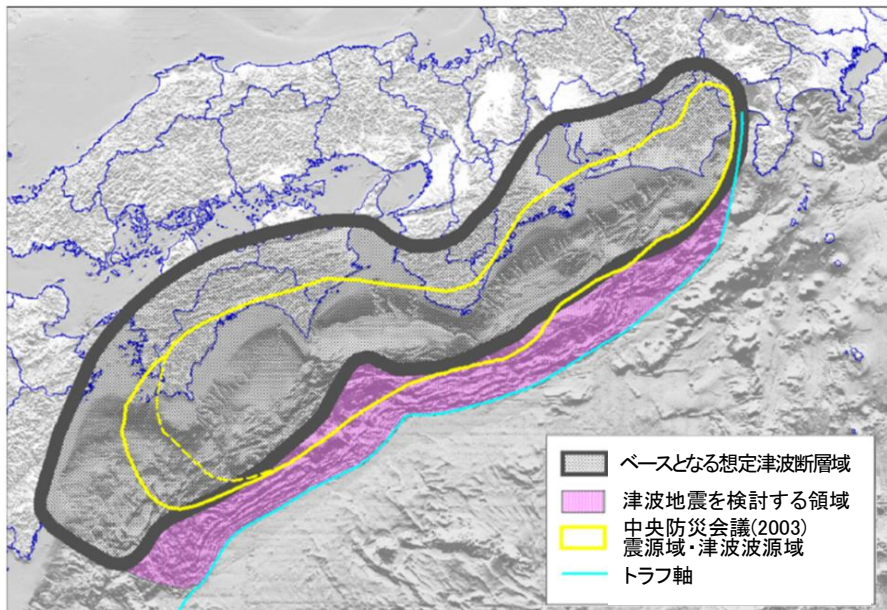 ベースとなる想定津波断層域
津波地震を検討する領域
中央防災会議(2003)
震源域・津波波源域
トラフ軸